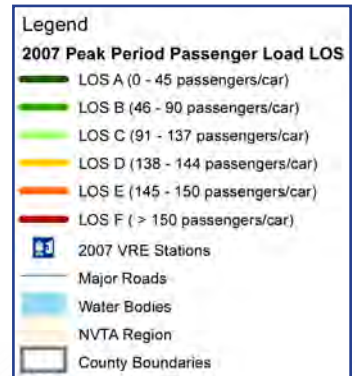 Legend
2007 Peak Period Passenger Load LOS
LOS A (0 - 45 passengers/car)
LOS B (46 - 90 passengers/car)
LOS C (91 - 137 passengers/car)
LOS D (138 - 144 passengers/car)
LOS E (145 - 150 passengers/car)
LOS F ( > 150 passengers/car)
2007 VRE Stations
Major Roads
Water Bodies
NVTA Region
County Boundaries